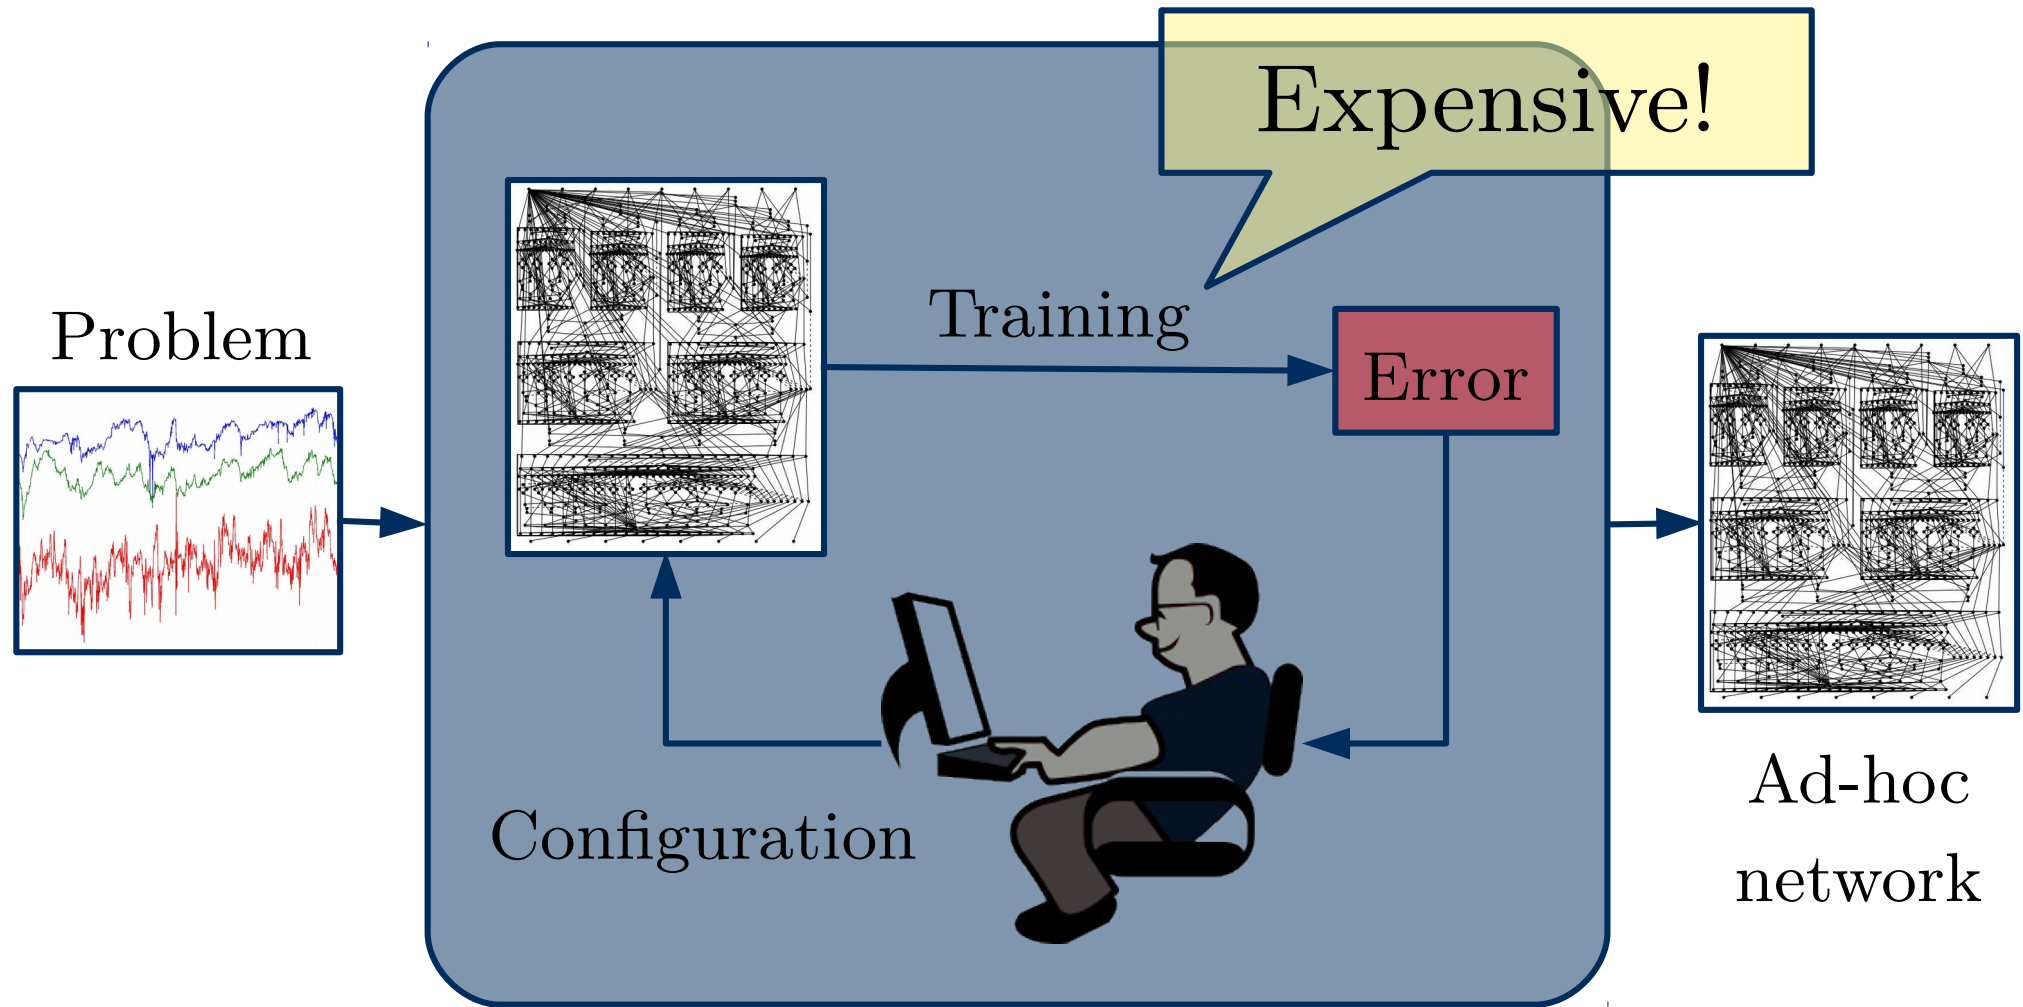 Expensive!
Training
Problem
Error
Configuration
Ad-hoc
network